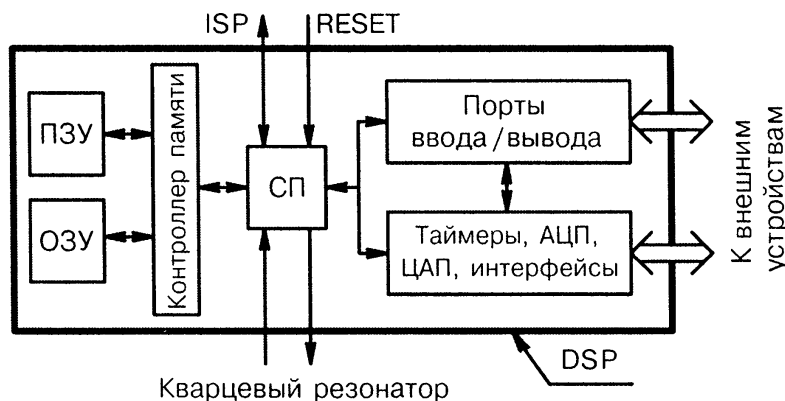 ISP
RESET
ПЗУ
ОЗУ
Контроллер памяти
СП
Порты
ввода/вывода
Таймеры, АЦП,
ЦАП, интерфейсы
К внешним
устройствам
DSP
Кварцевый резонатор